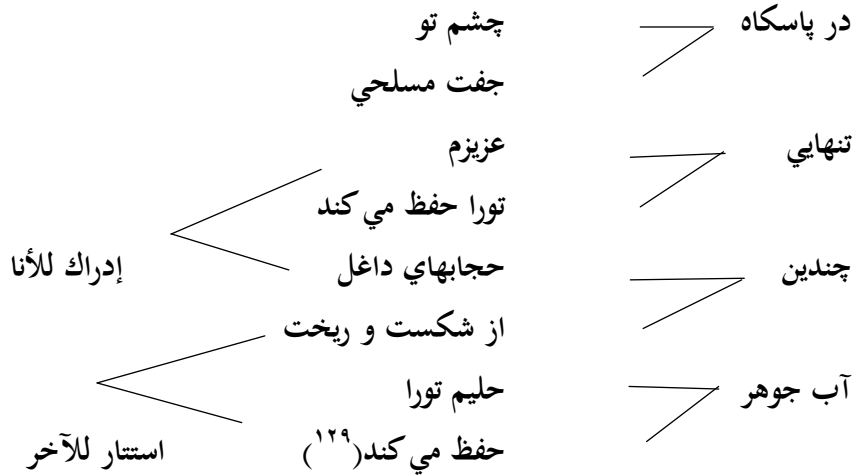 در پاسكاه چشم تو
جفت مسلحي
تنهايي عزيزم
تورا حفظ مي كند
چندين حجابهاي داغل إدراك للأنا
از شكست و ريخت
آب جوهر حليم تورا
حفظ مي كند(١٢٩) استتار للآخر